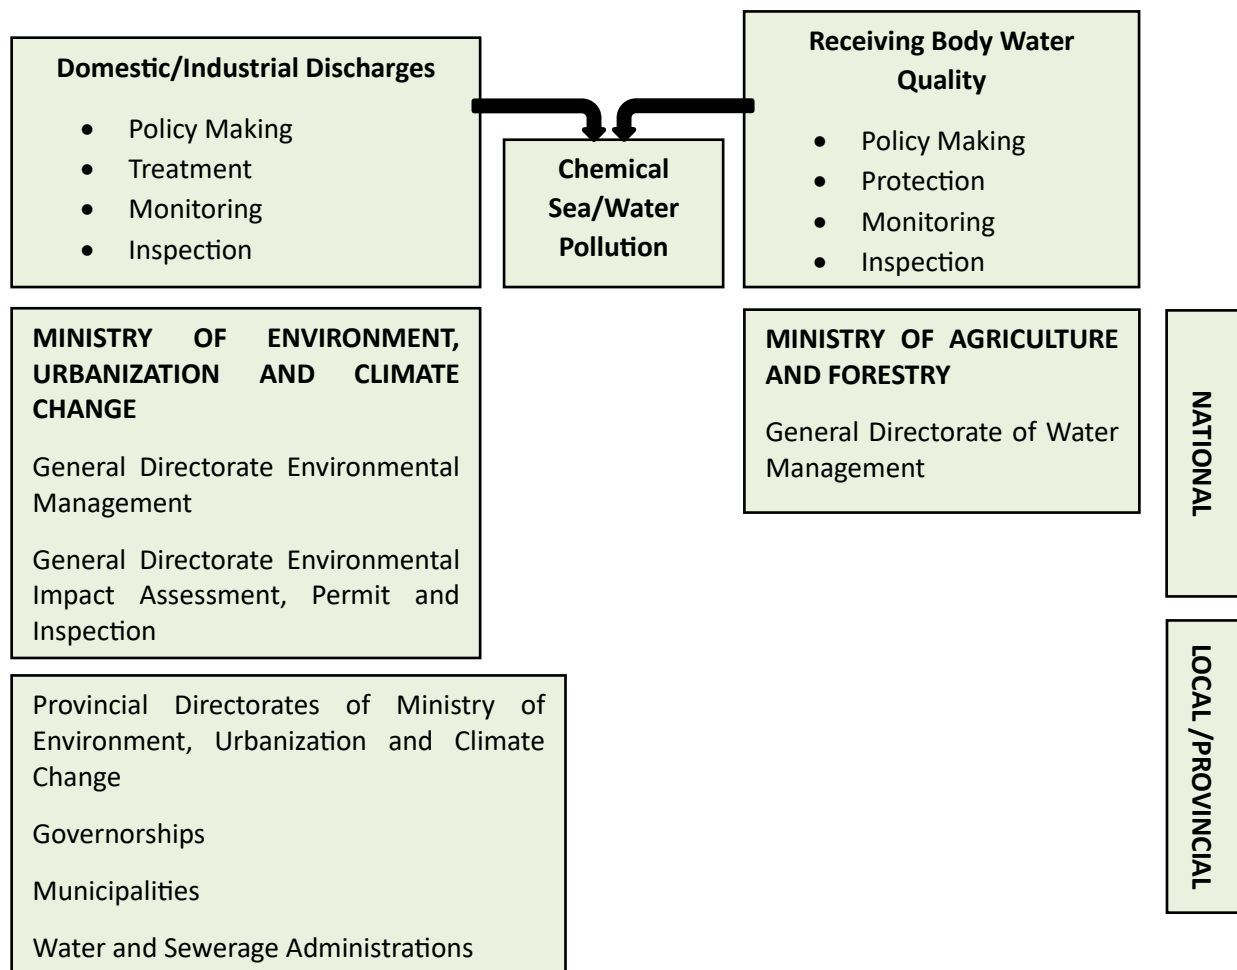 Domestic/Industrial Discharges
• Policy Making
• Treatment
• Monitoring
• Inspection
Chemical
Sea/Water
Pollution
Receiving Body Water
Quality
• Policy Making
• Protection
• Monitoring
• Inspection
MINISTRY OF ENVIRONMENT,
URBANIZATION AND CLIMATE
CHANGE
General Directorate Environmental
Management
General Directorate Environmental
Impact Assessment, Permit and
Inspection
MINISTRY OF AGRICULTURE
AND FORESTRY
General Directorate of Water
Management
NATIONAL
Provincial Directorates of Ministry of
Environment, Urbanization and Climate
Change
Governorships
Municipalities
Water and Sewerage Administrations
LOCAL /PROVINCIAL